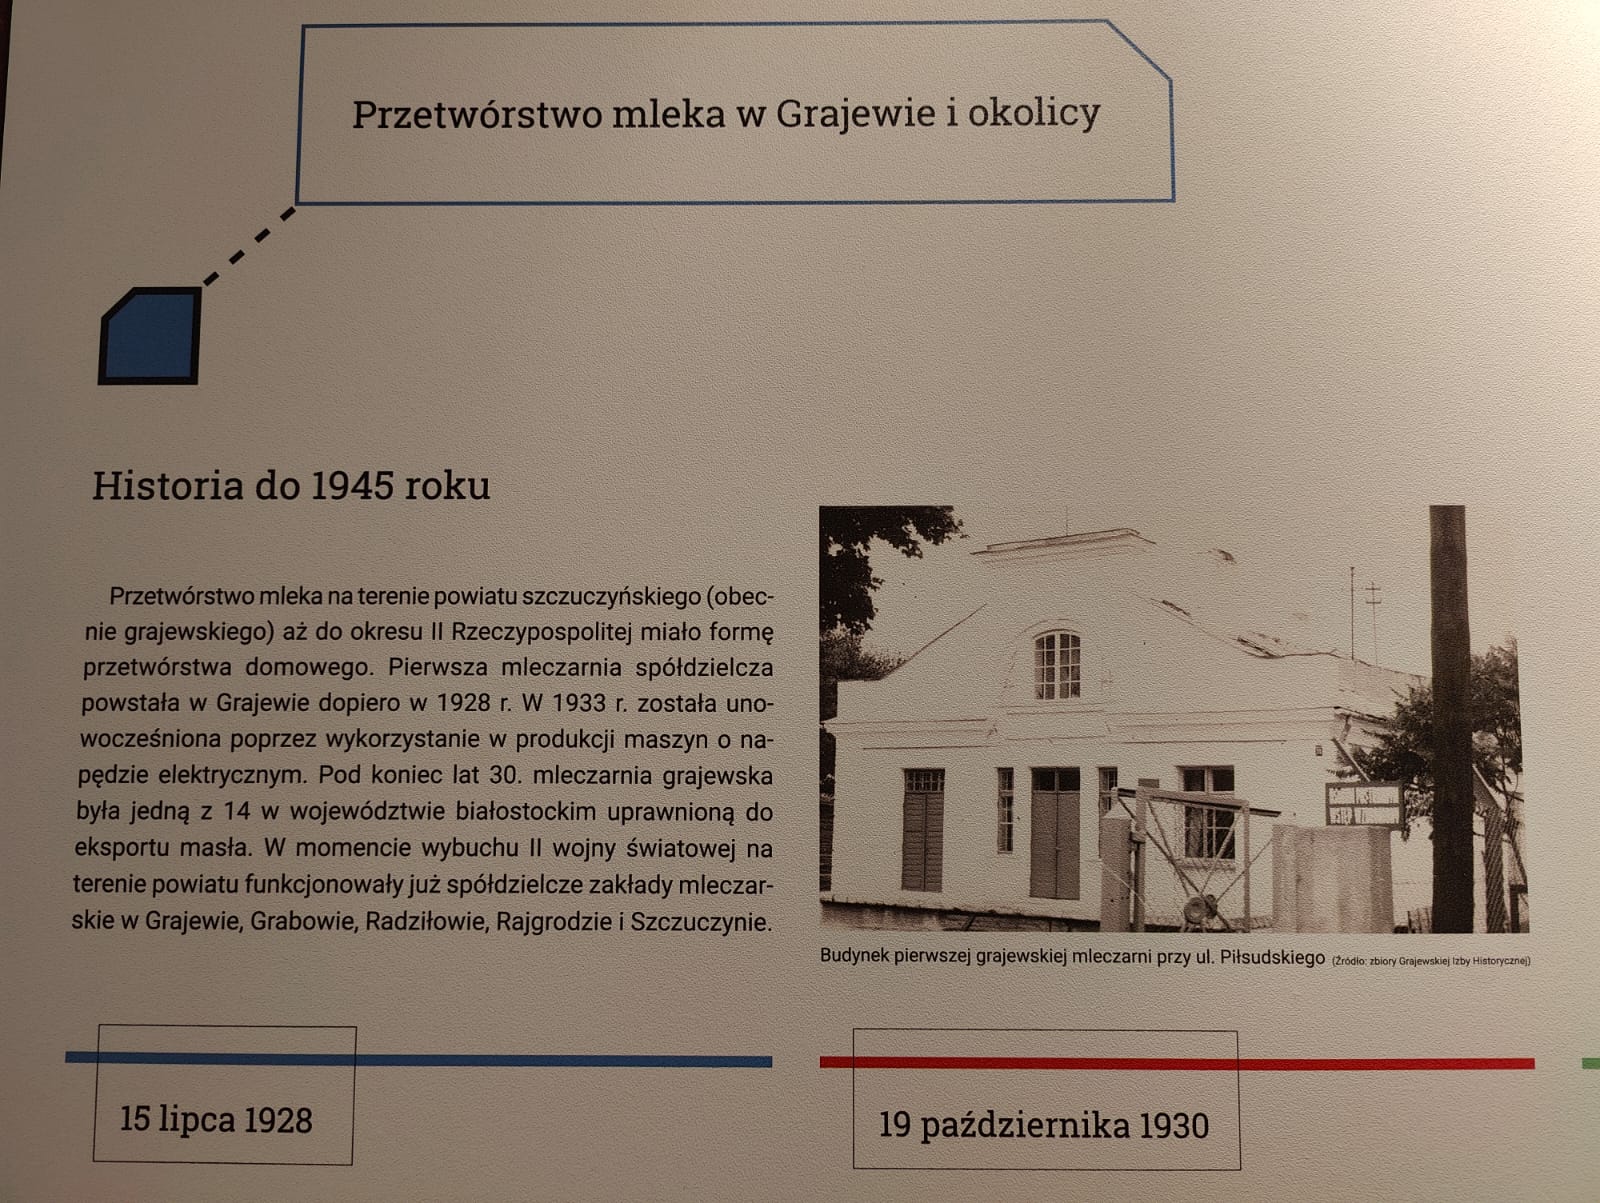 Przetwórstwo mleka w Grajewie i okolicy
Historia do 1945 roku
Przetwórstwo mleka na terenie powiatu szczuczyńskiego (obec-
nie grajewskiego) aż do okresu II Rzeczypospolitej miało formę
przetwórstwa domowego. Pierwsza mleczarnia spółdzielcza
powstała w Grajewie dopiero w 1928 r. W 1933 r. została uno-
wocześniona poprzez wykorzystanie w produkcji maszyn o na-
pędzie elektrycznym. Pod koniec lat 30. mleczarnia grajewska
była jedną z 14 w województwie białostockim uprawnioną do
eksportu masła. W momencie wybuchu II wojny światowej na
terenie powiatu funkcjonowały już spółdzielcze zakłady mleczar-
skie w Grajewie, Grabowie, Radziłowie, Rajgrodzie i Szczuczynie.
Budynek pierwszej grajewskiej mleczarni przy ul. Piłsudskiego (Źródło: zbiory Grajewskiej Izby Historycznej)
15 lipca 1928
19 października 1930